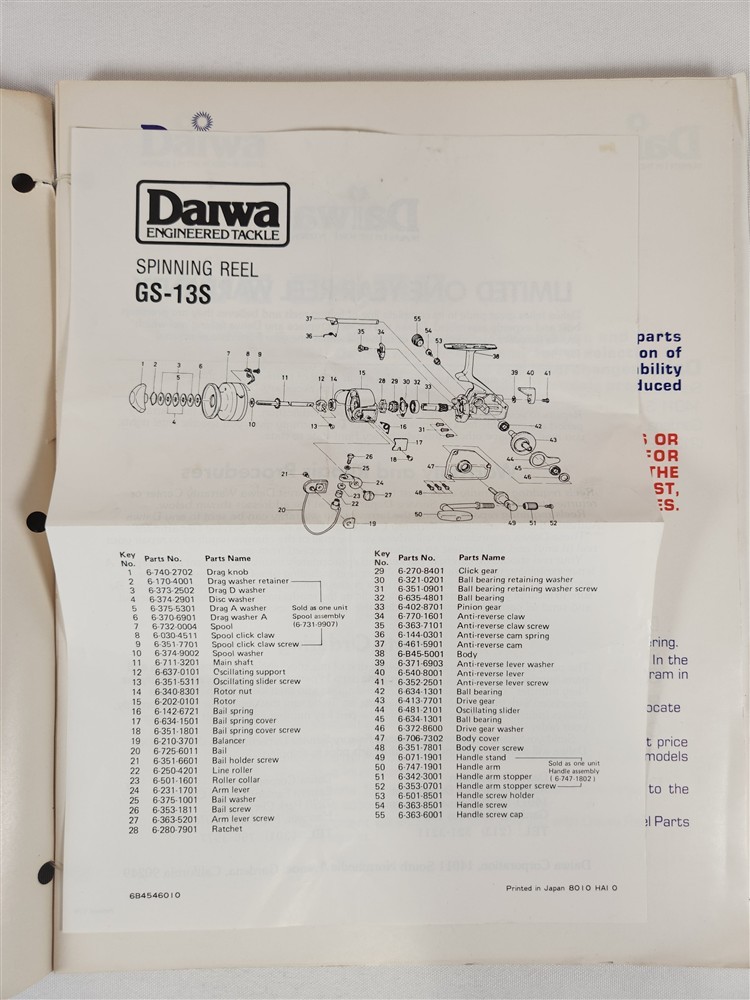 Daiwa
ENGINEERED TACKLE
SPINNING REEL
GS-13S
Key No. Parts No. Parts Name
1 6-740-2702 Drag knob
2 6-170-4001 Drag washer retainer
3 6-373-2502 Drag D washer
4 6-374-2901 Disc washer
5 6-375-5301 Drag A washer
6 6-370-6901 Drag washer A
7 6-732-0004 Spool
8 6-030-4511 Spool click claw
9 6-351-7701 Spool click claw screw
Sold as one unit
Spool assembly
(6-731-9907)
10 6-374-9002 Spool washer
11 6-711-3201 Main shaft
12 6-637-0101 Oscillating support
13 6-351-5311 Oscillating slider screw
14 6-340-8301 Rotor nut
15 6-202-0101 Rotor
16 6-142-6721 Bail spring
17 6-634-1501 Bail spring cover
18 6-351-1801 Bail spring cover screw
19 6-210-3701 Balancer
20 6-725-6011 Bail
21 6-351-6601 Bail holder screw
22 6-250-4201 Line roller
23 6-501-1601 Roller collar
24 6-231-1701 Arm lever
25 6-375-1001 Bail washer
26 6-353-1811 Bail screw
27 6-363-5201 Arm lever screw
28 6-280-7901 Ratchet
Key No. Parts No. Parts Name
29 6-270-8401 Click gear
30 6-321-0201 Ball bearing retaining washer
31 6-351-0901 Ball bearing retaining washer screw
32 6-635-4801 Ball bearing
33 6-402-8701 Pinion gear
34 6-770-1601 Anti-reverse claw
35 6-363-7101 Anti-reverse claw screw
36 6-144-0301 Anti-reverse cam spring
37 6-461-5901 Anti-reverse cam
38 6-B45-5001 Body
39 6-371-6903 Anti-reverse lever washer
40 6-540-8001 Anti-reverse lever
41 6-352-2501 Anti-reverse lever screw
42 6-634-1301 Ball bearing
43 6-413-7701 Drive gear
44 6-481-2101 Oscillating slider
45 6-634-1301 Ball bearing
46 6-372-8600 Drive gear washer
47 6-706-7302 Body cover
48 6-351-7801 Body cover screw
49 6-071-1901 Handle stand
50 6-747-1901 Handle arm
51 6-342-3001 Handle arm stopper
52 6-353-0701 Handle arm stopper screw
Sold as one unit
Handle assembly
(6-747-1802)
53 6-501-8501 Handle screw holder
54 6-363-8501 Handle screw
55 6-363-6001 Handle screw cap
6B4546010
Printed in Japan 8010 HAI 0
parts
on of
bility
duced
S OR
FOR
THE
ST,
ES.
ering.
In the
ram in
ocate
t price
models
to the
el Parts